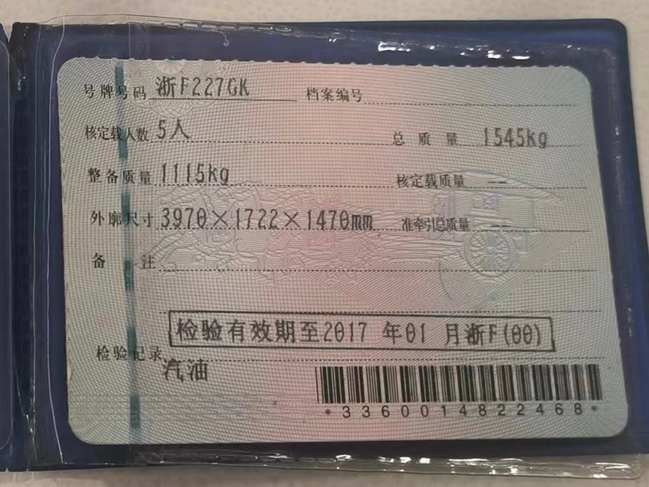 号牌号码 浙F227GK 档案编号
核定载人数 5人 总质量 1545kg
整备质量 1115kg 核定载质量 --
外廓尺寸 3970×1722×1470mm 准牵引总质量 --
备注
检验有效期至2017 年01 月浙F(00)
检验记录
汽油
*3360014822468*